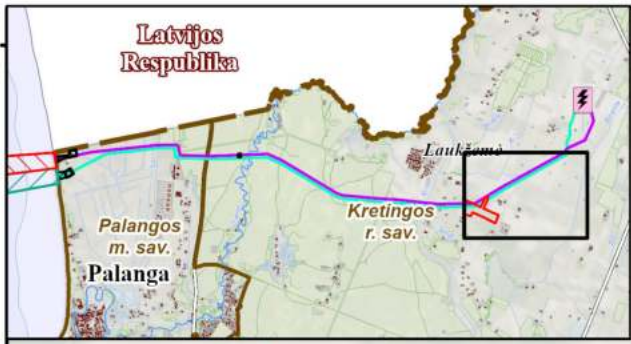 Latvijos
Respublika
Laukžemė
Palangos
m. sav.
Kretingos
r. sav.
Palanga